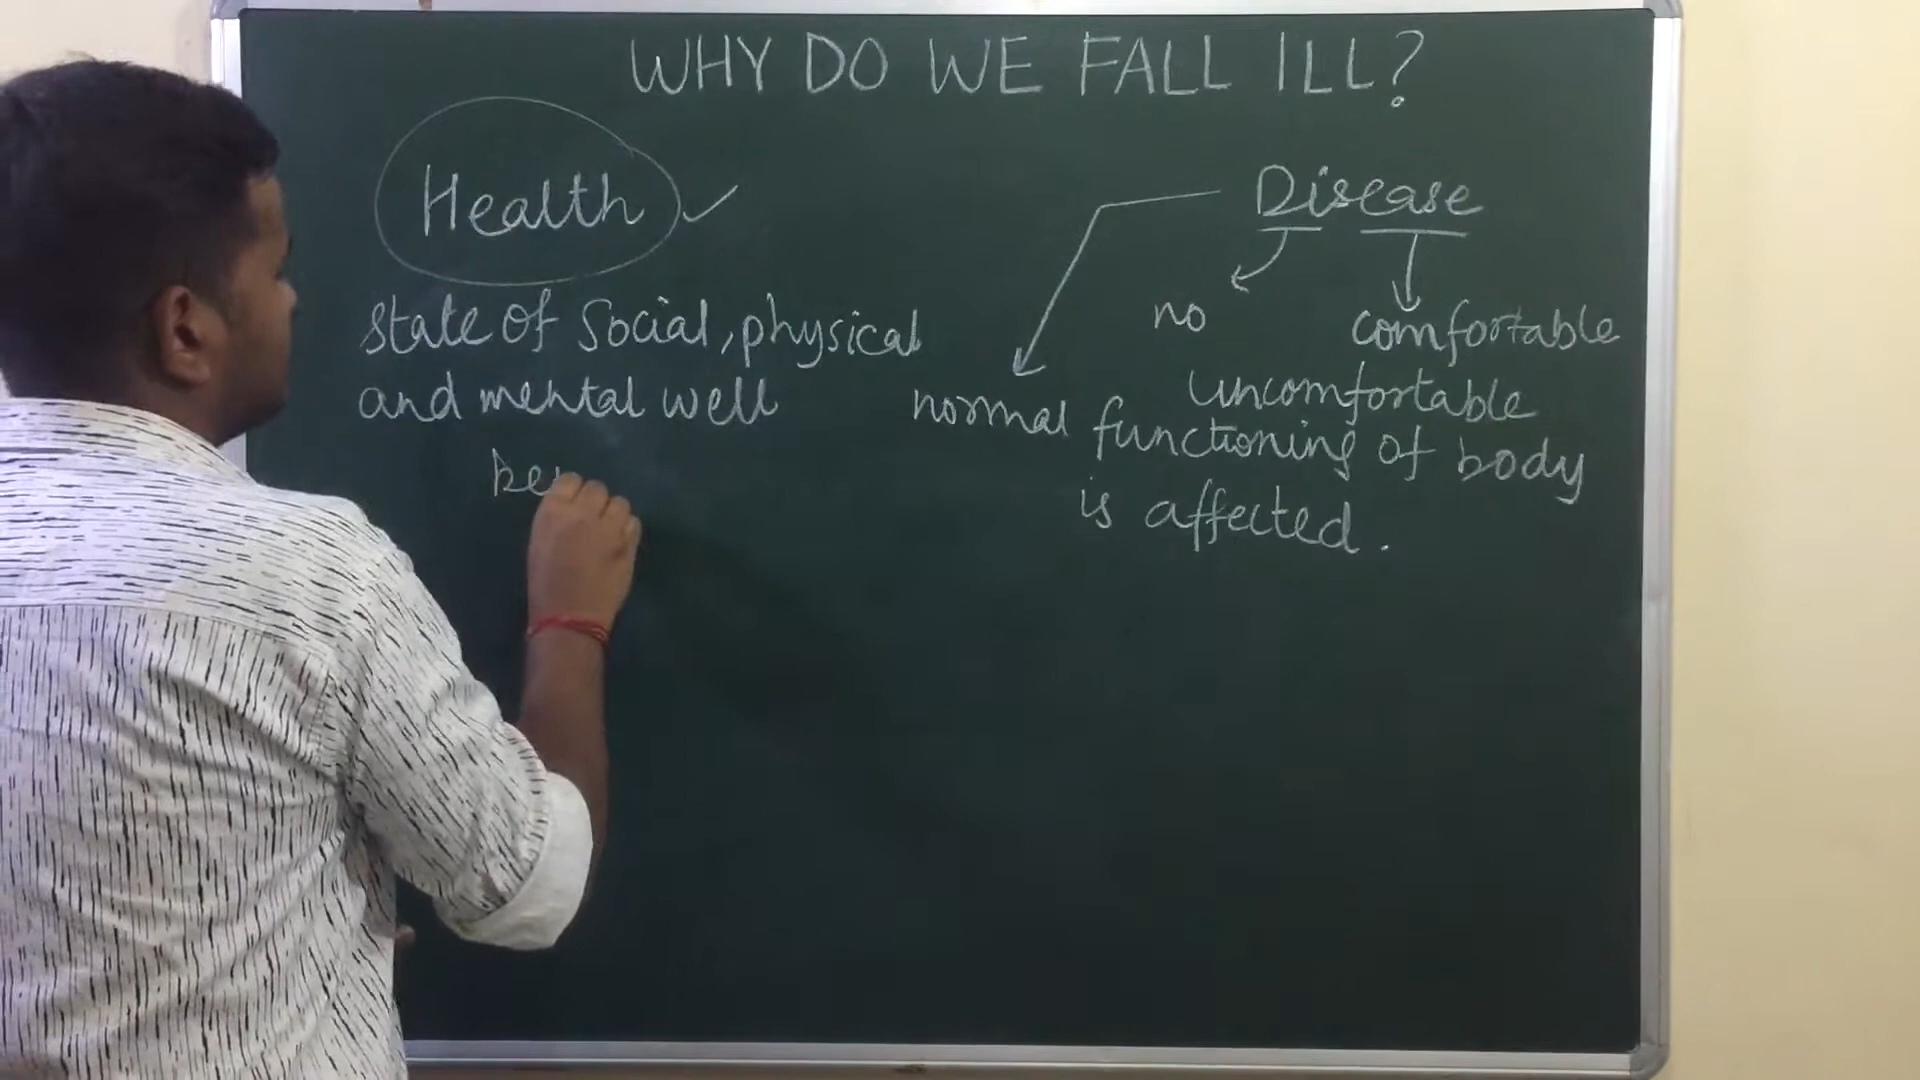 WHY DO WE FALL ILL?
Health
state of Social, physical
and mental well
Disease
no
comfortable
uncomfortable
normal functioning of body
is affected.